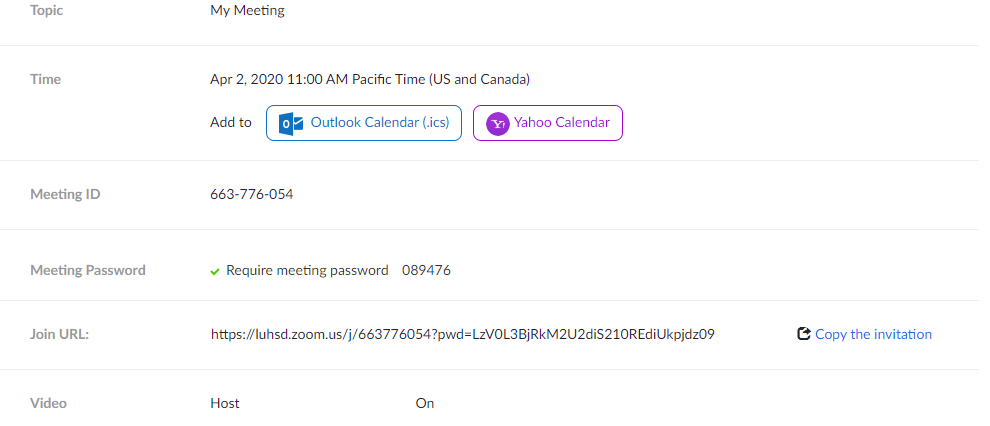 Topic My Meeting
Time Apr 2, 2020 11:00 AM Pacific Time (US and Canada)
Add to Outlook Calendar (.ics) Yahoo Calendar
Meeting ID 663-776-054
Meeting Password Require meeting password 089476
Join URL: https://luhsd.zoom.us/j/663776054?pwd=LzV0L3BjRkM2U2diS210REdiUkpjdz09 Copy the invitation
Video Host On